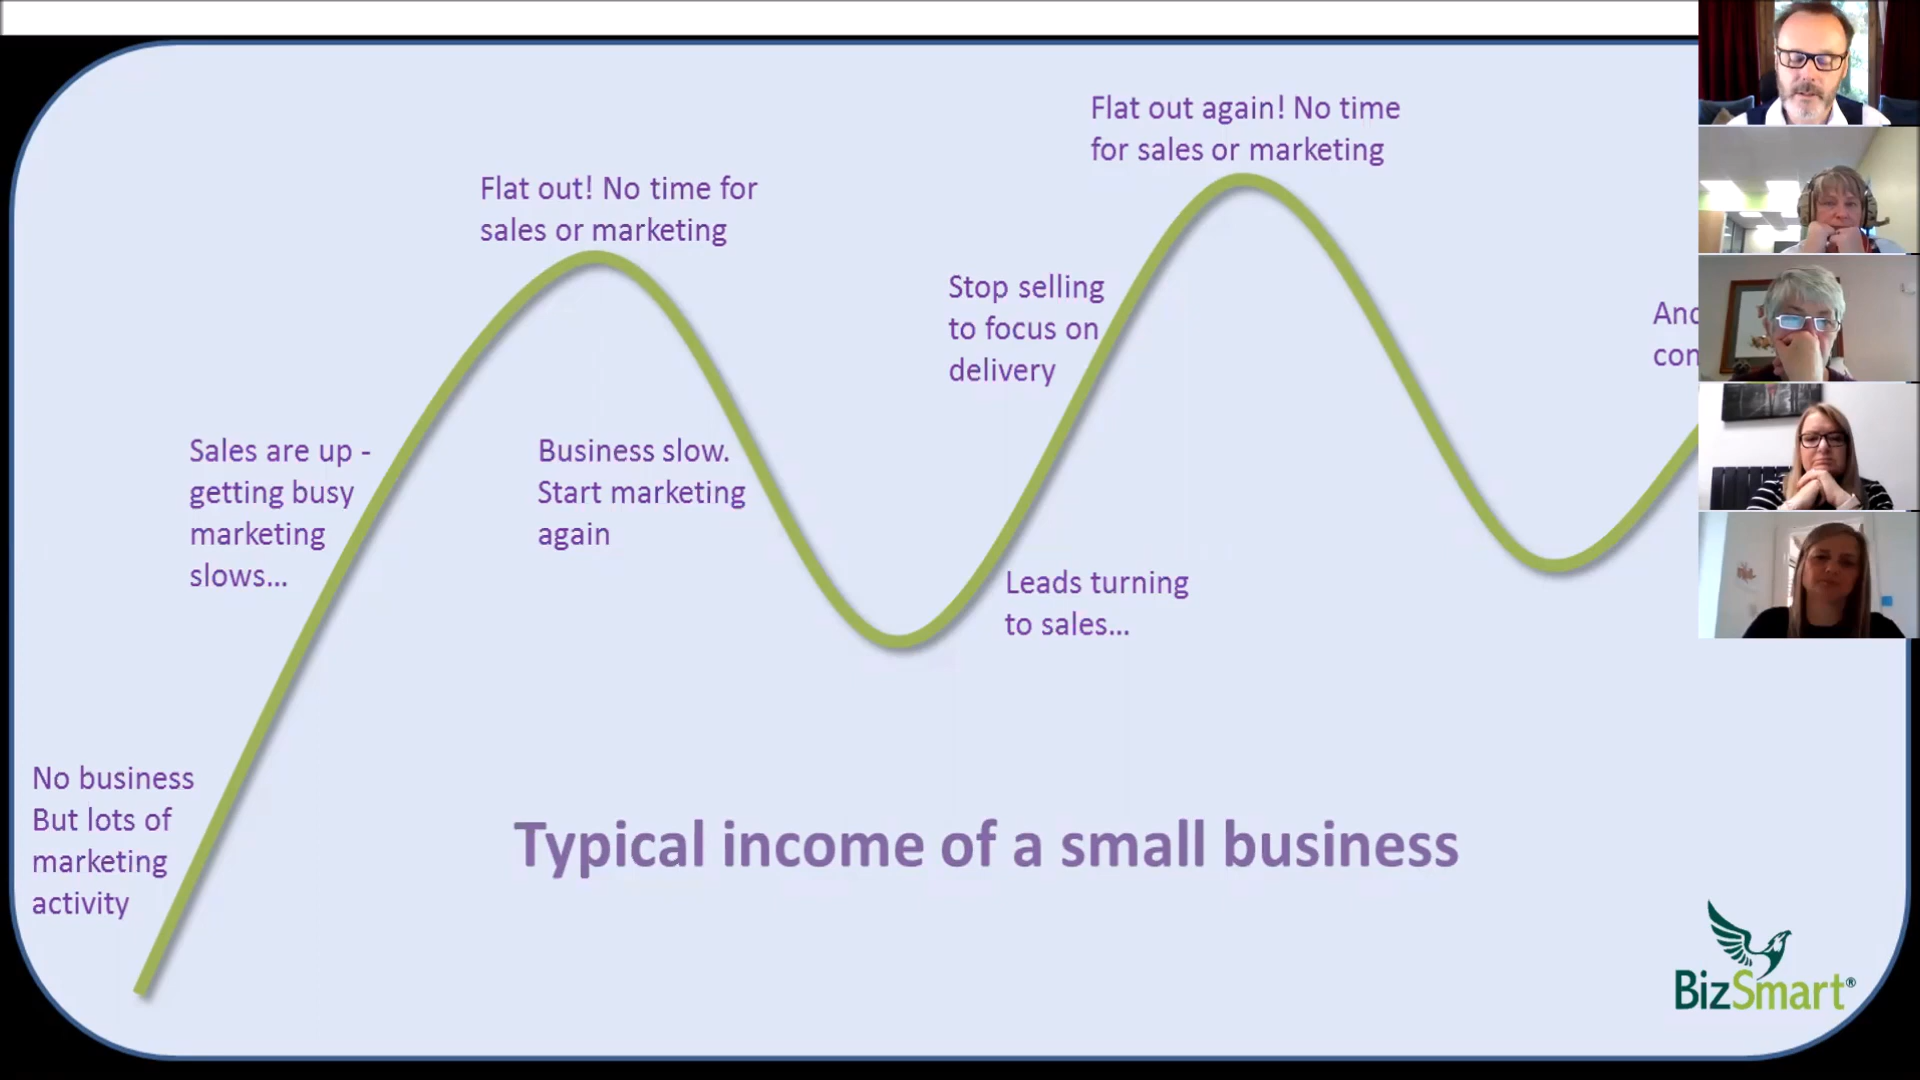 Flat out again! No time
for sales or marketing
Flat out! No time for
sales or marketing
Stop selling
to focus on
delivery
Sales are up -
getting busy
marketing
slows...
Business slow.
Start marketing
again
Leads turning
to sales...
No business
But lots of
marketing
activity
Typical income of a small business
BizSmart®